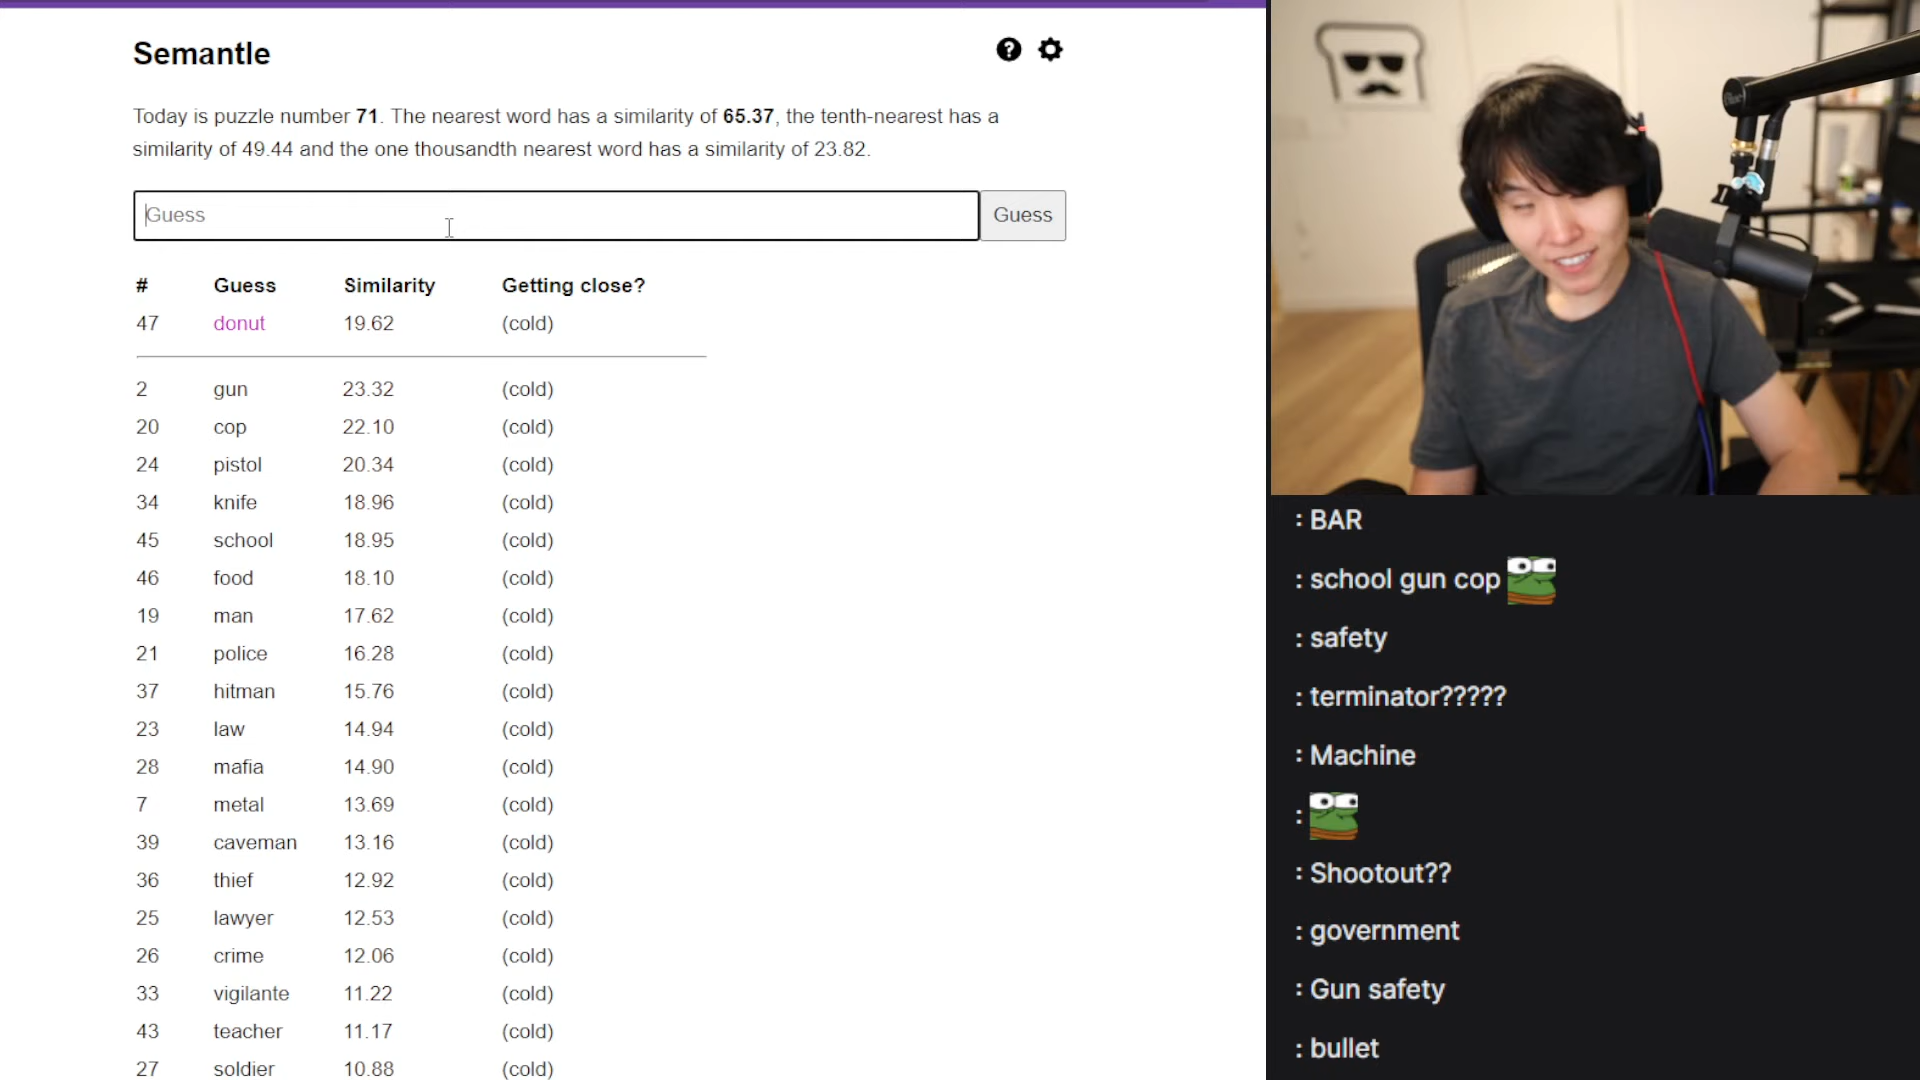 Semantle
Today is puzzle number 71. The nearest word has a similarity of 65.37, the tenth-nearest has a
similarity of 49.44 and the one thousandth nearest word has a similarity of 23.82.
Guess Guess
# Guess Similarity Getting close?
47 donut 19.62 (cold)
2 gun 23.32 (cold)
20 cop 22.10 (cold)
24 pistol 20.34 (cold)
34 knife 18.96 (cold)
45 school 18.95 (cold)
46 food 18.10 (cold)
19 man 17.62 (cold)
21 police 16.28 (cold)
37 hitman 15.76 (cold)
23 law 14.94 (cold)
28 mafia 14.90 (cold)
7 metal 13.69 (cold)
39 caveman 13.16 (cold)
36 thief 12.92 (cold)
25 lawyer 12.53 (cold)
26 crime 12.06 (cold)
33 vigilante 11.22 (cold)
43 teacher 11.17 (cold)
27 soldier 10.88 (cold)
: BAR
: school gun cop
: safety
: terminator?????
: Machine
:
: Shootout??
: government
: Gun safety
: bullet